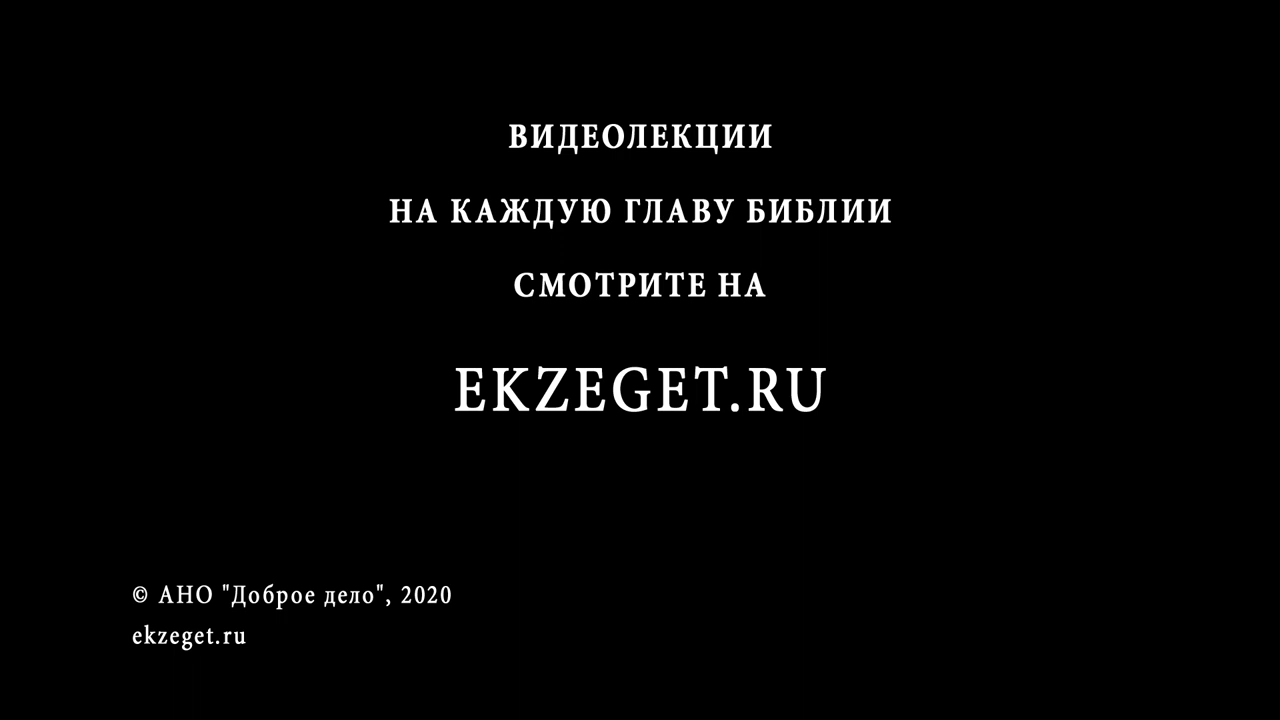 ВИДЕОЛЕКЦИИ
НА КАЖДУЮ ГЛАВУ БИБЛИИ
СМОТРИТЕ НА
EKZEGET.RU
© АНО "Доброе дело", 2020
ekzeget.ru